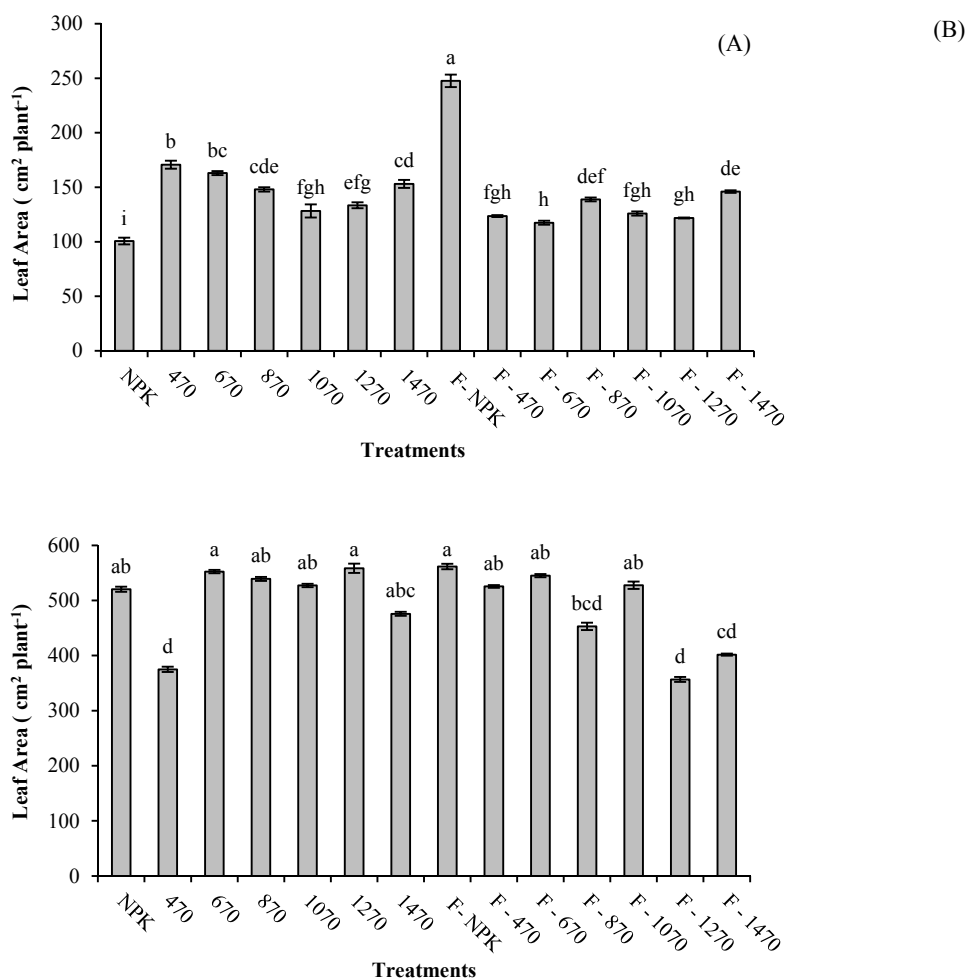 (A)
(B)
Leaf Area ( cm² plant⁻¹)
300
250
200
150
100
50
0
i
b
bc
cde
fgh
efg
cd
a
fgh
h
def
fgh
gh
de
NPK
470
670
870
1070
1270
1470
F- NPK
F - 470
F - 670
F - 870
F - 1070
F - 1270
F - 1470
Treatments
Leaf Area ( cm² plant⁻¹)
600
500
400
300
200
100
0
ab
d
a
ab
ab
a
abc
a
ab
ab
bcd
ab
d
cd
NPK
470
670
870
1070
1270
1470
F- NPK
F - 470
F - 670
F - 870
F - 1070
F - 1270
F - 1470
Treatments